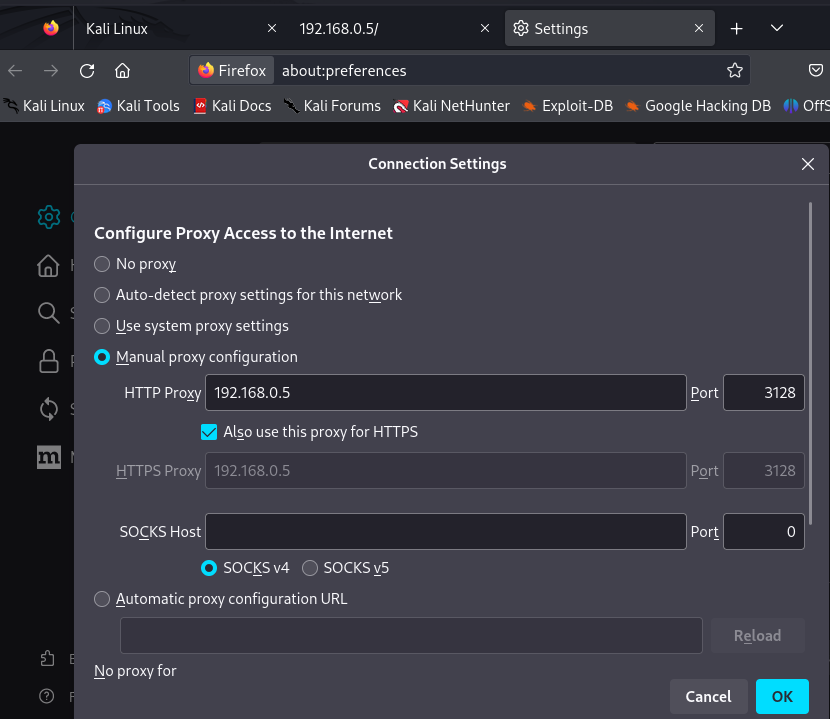 Kali Linux 192.168.0.5/ Settings
Firefox about:preferences
Kali Linux Kali Tools Kali Docs Kali Forums Kali NetHunter Exploit-DB Google Hacking DB OffS
Connection Settings
Configure Proxy Access to the Internet
No proxy
Auto-detect proxy settings for this network
Use system proxy settings
Manual proxy configuration
HTTP Proxy 192.168.0.5 Port 3128
Also use this proxy for HTTPS
HTTPS Proxy 192.168.0.5 Port 3128
SOCKS Host Port 0
SOCKS v4 SOCKS v5
Automatic proxy configuration URL
Reload
No proxy for
Cancel OK